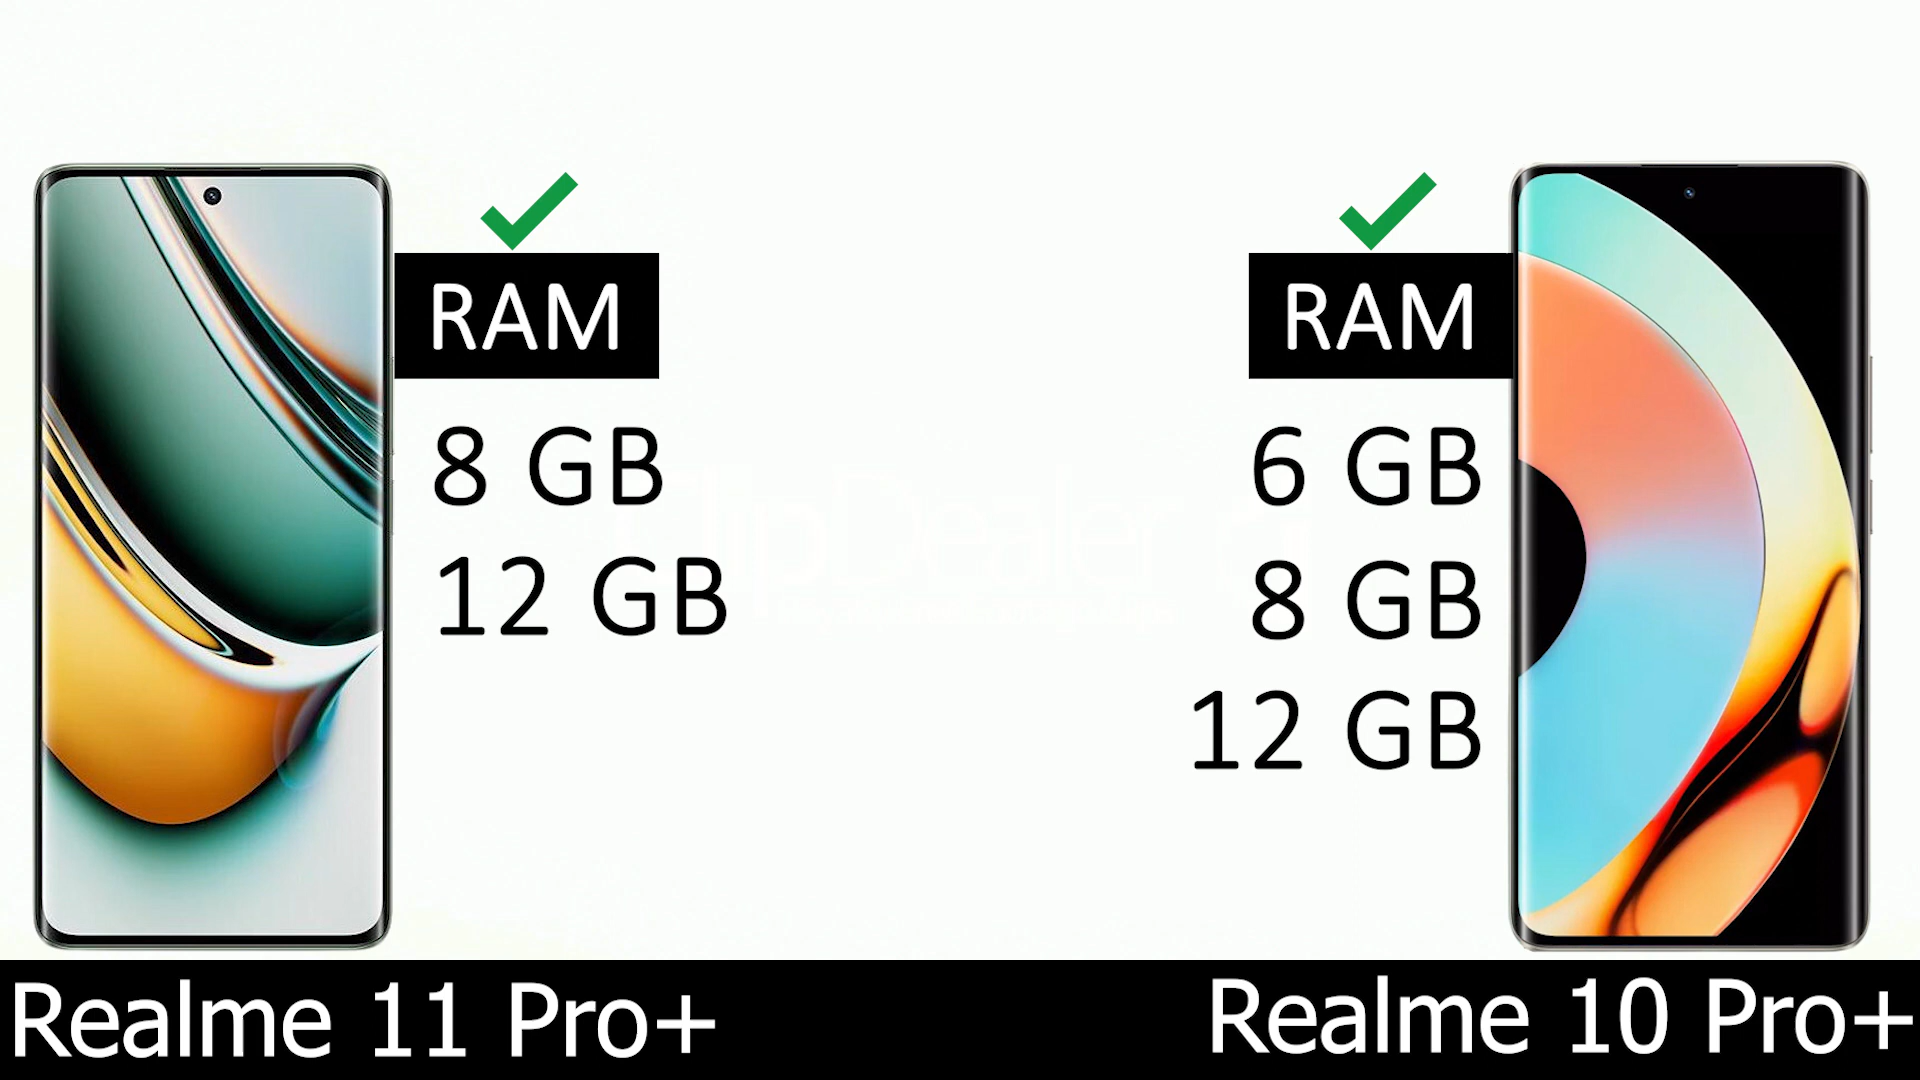 RAM
8 GB
12 GB
RAM
6 GB
8 GB
12 GB
Realme 11 Pro+
Realme 10 Pro+